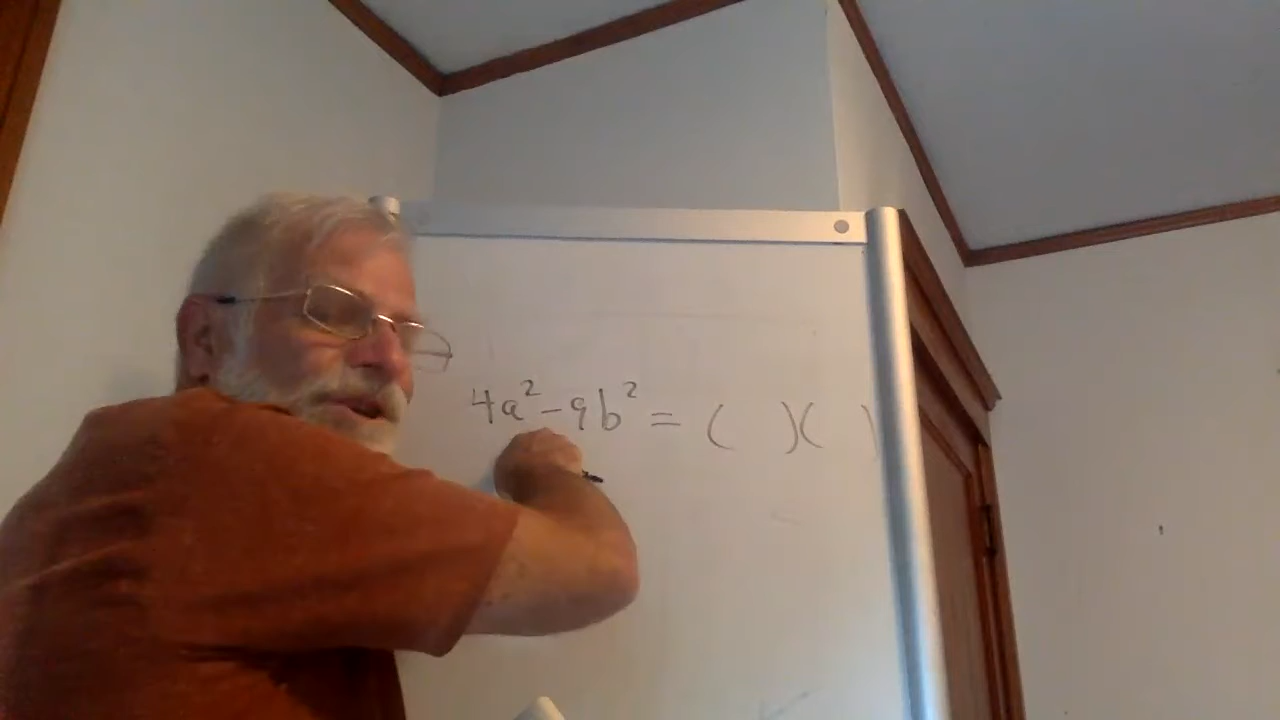 4a² - 9b² = ( )( )